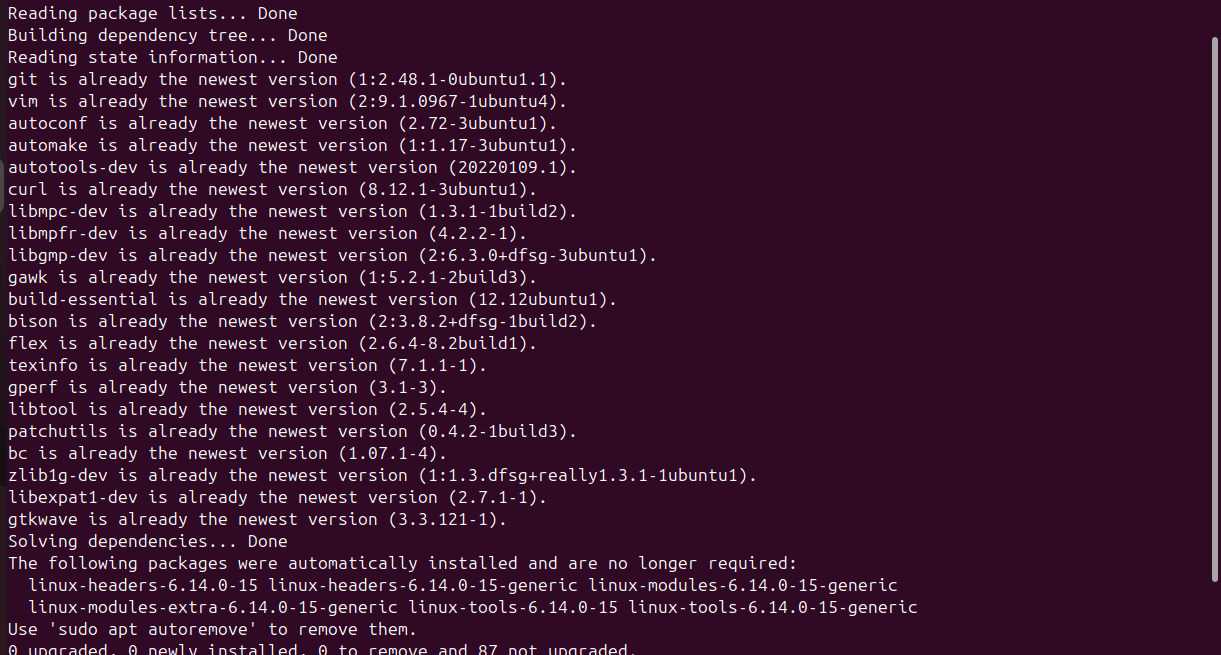 Reading package lists... Done
Building dependency tree... Done
Reading state information... Done
git is already the newest version (1:2.48.1-0ubuntu1.1).
vim is already the newest version (2:9.1.0967-1ubuntu4).
autoconf is already the newest version (2.72-3ubuntu1).
automake is already the newest version (1:1.17-3ubuntu1).
autotools-dev is already the newest version (20220109.1).
curl is already the newest version (8.12.1-3ubuntu1).
libmpc-dev is already the newest version (1.3.1-1build2).
libmpfr-dev is already the newest version (4.2.2-1).
libgmp-dev is already the newest version (2:6.3.0+dfsg-3ubuntu1).
gawk is already the newest version (1:5.2.1-2build3).
build-essential is already the newest version (12.12ubuntu1).
bison is already the newest version (2:3.8.2+dfsg-1build2).
flex is already the newest version (2.6.4-8.2build1).
texinfo is already the newest version (7.1.1-1).
gperf is already the newest version (3.1-3).
libtool is already the newest version (2.5.4-4).
patchutils is already the newest version (0.4.2-1build3).
bc is already the newest version (1.07.1-4).
zlib1g-dev is already the newest version (1:1.3.dfsg+really1.3.1-1ubuntu1).
libexpat1-dev is already the newest version (2.7.1-1).
gtkwave is already the newest version (3.3.121-1).
Solving dependencies... Done
The following packages were automatically installed and are no longer required:
  linux-headers-6.14.0-15 linux-headers-6.14.0-15-generic linux-modules-6.14.0-15-generic
  linux-modules-extra-6.14.0-15-generic linux-tools-6.14.0-15 linux-tools-6.14.0-15-generic
Use 'sudo apt autoremove' to remove them.
0 upgraded, 0 newly installed, 0 to remove and 87 not upgraded.